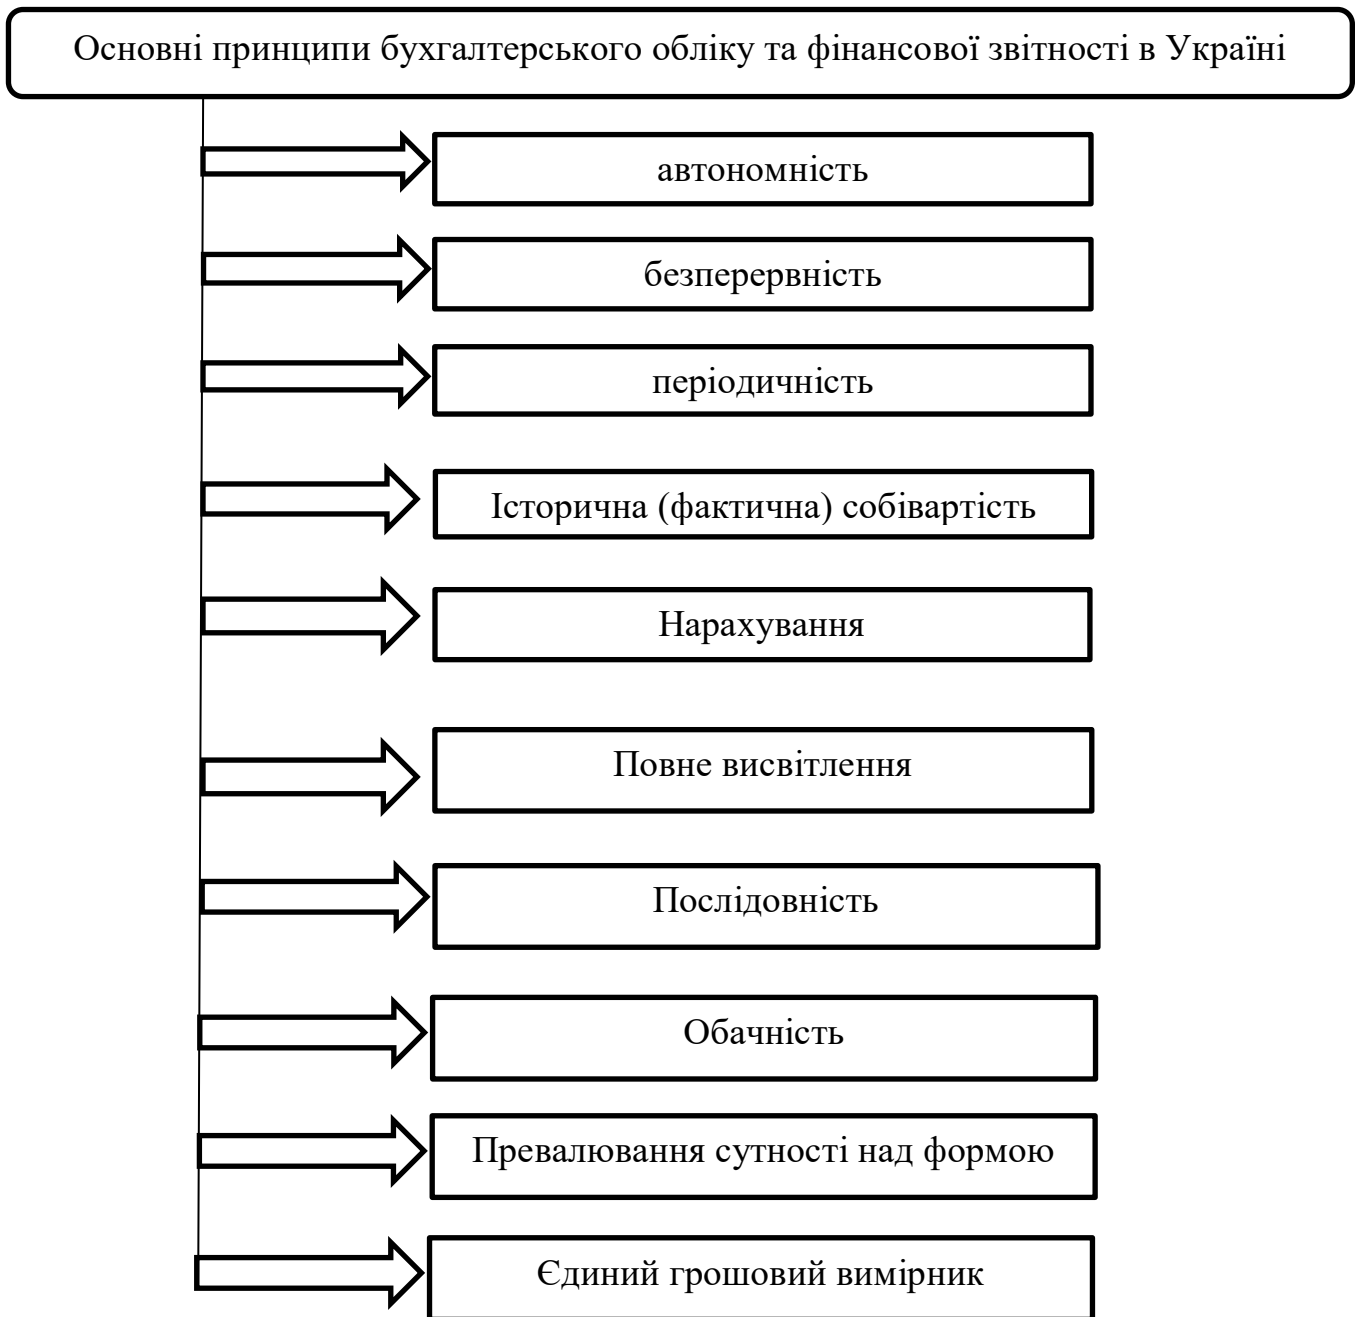 Основні принципи бухгалтерського обліку та фінансової звітності в Україні
автономність
безперервність
періодичність
Історична (фактична) собівартість
Нарахування
Повне висвітлення
Послідовність
Обачність
Превалювання сутності над формою
Єдиний грошовий вимірник